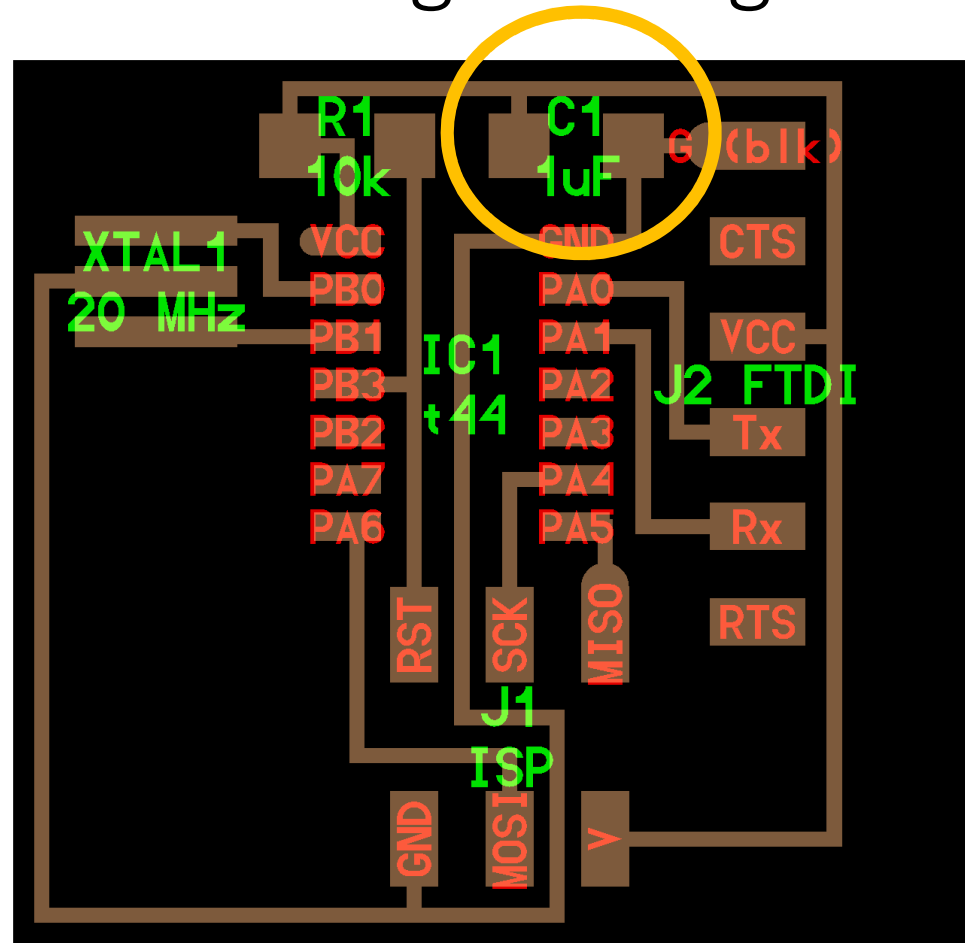 R1
10k
C1
1uF
G (blk)
XTAL1
20 MHz
VCC
PB0
PB1
PB3
PB2
PA7
PA6
IC1
t44
GND
PA0
PA1
PA2
PA3
PA4
PA5
CTS
VCC
J2 FTDI
Tx
Rx
RTS
RST
SCK
MISO
J1
ISP
GND
MOSI
V